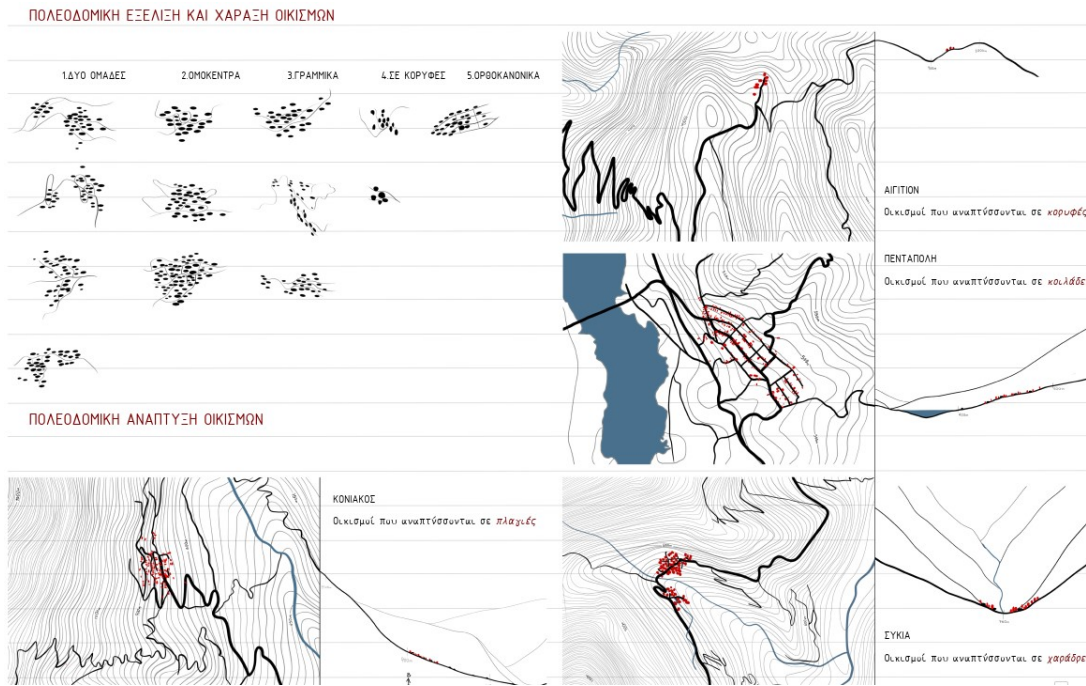 ΠΟΛΕΟΔΟΜΙΚΗ ΕΞΕΛΙΞΗ ΚΑΙ ΧΑΡΑΞΗ ΟΙΚΙΣΜΩΝ
1.ΔΥΟ ΟΜΑΔΕΣ 2.ΟΜΟΚΕΝΤΡΑ 3.ΓΡΑΜΜΙΚΑ 4.ΣΕ ΚΟΡΥΦΕΣ 5.ΟΡΘΟΚΑΝΟΝΙΚΑ
ΑΙΓΙΤΙΟΝ
Οικισμοί που αναπτύσσονται σε κορυφές
ΠΕΝΤΑΠΟΛΗ
Οικισμοί που αναπτύσσονται σε κοιλάδε
ΠΟΛΕΟΔΟΜΙΚΗ ΑΝΑΠΤΥΞΗ ΟΙΚΙΣΜΩΝ
ΚΟΝΙΑΚΟΣ
Οικισμοί που αναπτύσσονται σε πλαγιές
ΣΥΚΙΑ
Οικισμοί που αναπτύσσονται σε χαράδρε